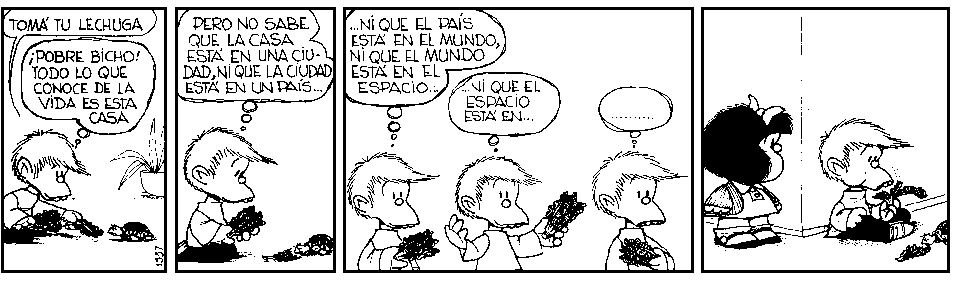 TOMÁ TU LECHUGA
¡POBRE BICHO!
TODO LO QUE
CONOCE DE LA
VIDA ES ESTA
CASA
1337
PERO NO SABE
QUE LA CASA
ESTÁ EN UNA CIU-
DAD, NI QUE LA CIUDAD
ESTÁ EN UN PAÍS...
...NI QUE EL PAÍS
ESTÁ EN EL MUNDO,
NI QUE EL MUNDO
ESTÁ EN EL
ESPACIO...
...NI QUE EL
ESPACIO
ESTÁ EN...
..........